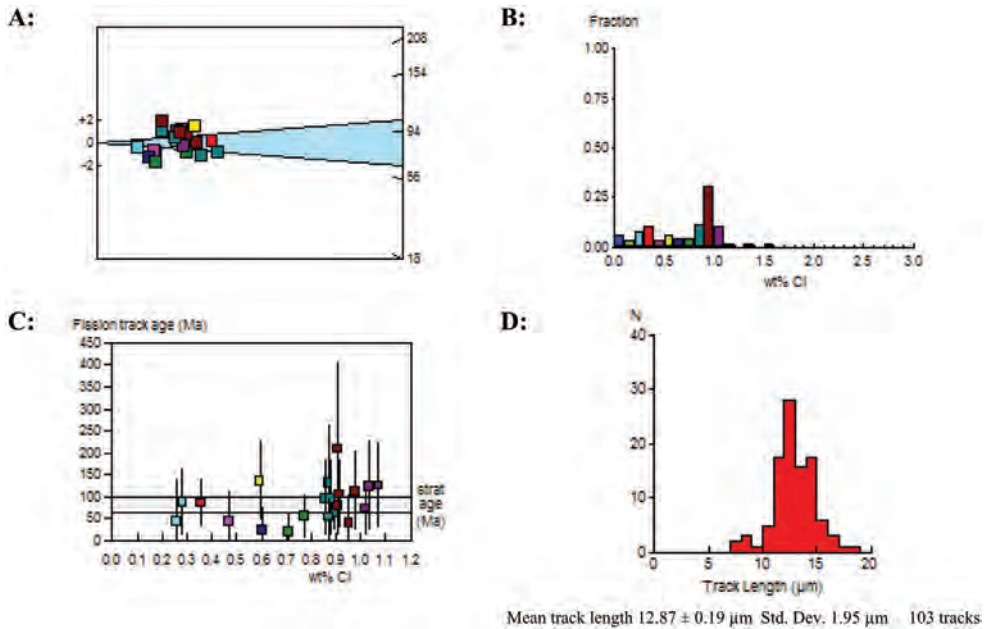 A:
208
154
+2
0
-2
94
56
15
B:
Fraction
1.00
0.75
0.50
0.25
0.00
0.0 0.5 1.0 1.5 2.0 2.5 3.0
wt% Cl
C:
Fission track age (Ma)
450
400
350
300
250
200
150
100
50
0
strat
age
(Ma)
0.0 0.1 0.2 0.3 0.4 0.5 0.6 0.7 0.8 0.9 1.0 1.1 1.2
wt% Cl
D:
N
40
30
20
10
0
0 5 10 15 20
Track Length (µm)
Mean track length 12.87 ± 0.19 µm Std. Dev. 1.95 µm 103 tracks